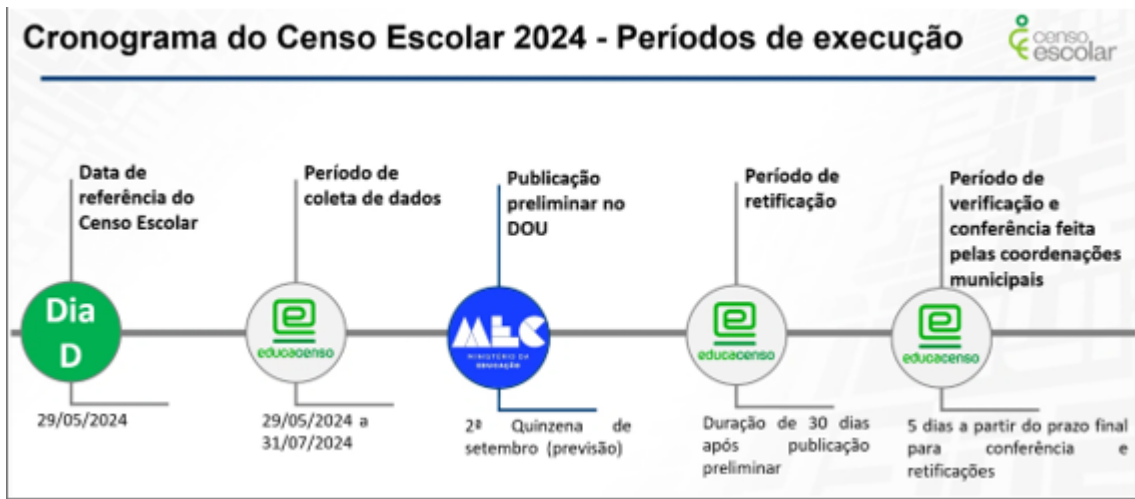 Cronograma do Censo Escolar 2024 - Períodos de execução
censo
escolar
Data de
referência do
Censo Escolar
Período de
coleta de dados
Publicação
preliminar no
DOU
Período de
retificação
Período de
verificação e
conferência feita
pelas coordenações
municipais
Dia
D
educacenso
MEC
MINISTÉRIO DA
EDUCAÇÃO
educacenso
educacenso
29/05/2024
29/05/2024 a
31/07/2024
2ª Quinzena de
setembro (previsão)
Duração de 30 dias
após publicação
preliminar
5 dias a partir do prazo final
para conferência e
retificações